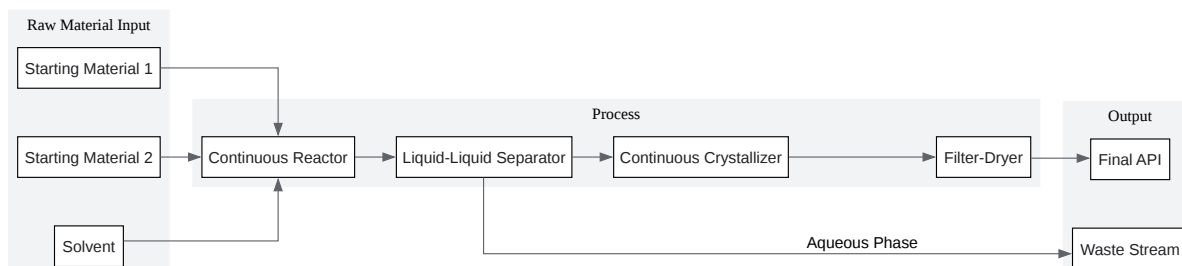 Raw Material Input
Starting Material 1
Process
Output
Starting Material 2
Continuous Reactor
Liquid-Liquid Separator
Continuous Crystallizer
Filter-Dryer
Final API
Solvent
Aqueous Phase
Waste Stream